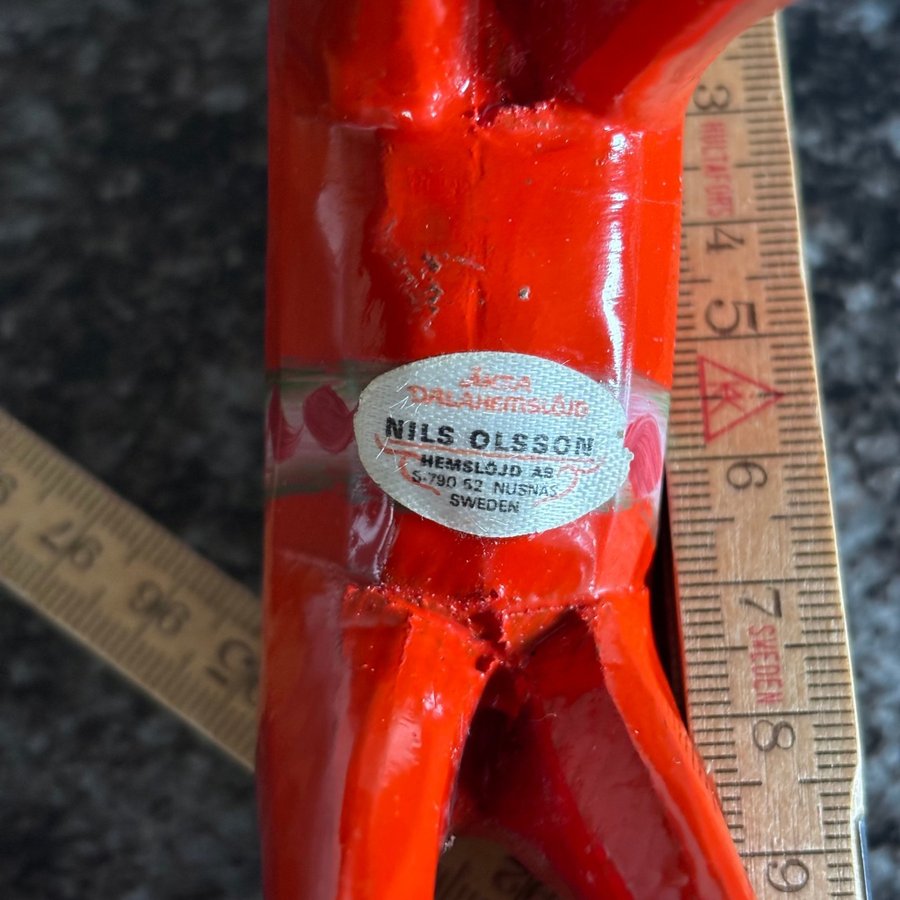 ÄKTA
DALAHEMSLÖJD
NILS OLSSON
HEMSLÖJD AB
S-790 52 NUSNÄS
SWEDEN
3
HULTAFORS
4
5
6
7
SWEDEN
8
9
97
96
95